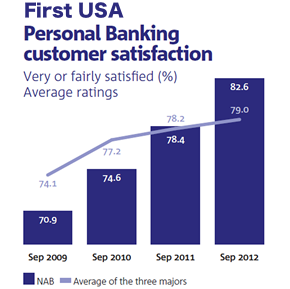 First USA
Personal Banking
customer satisfaction
Very or fairly satisfied (%)
Average ratings
82.6
79.0
78.2
78.4
77.2
74.6
74.1
70.9
Sep 2009 Sep 2010 Sep 2011 Sep 2012
NAB Average of the three majors